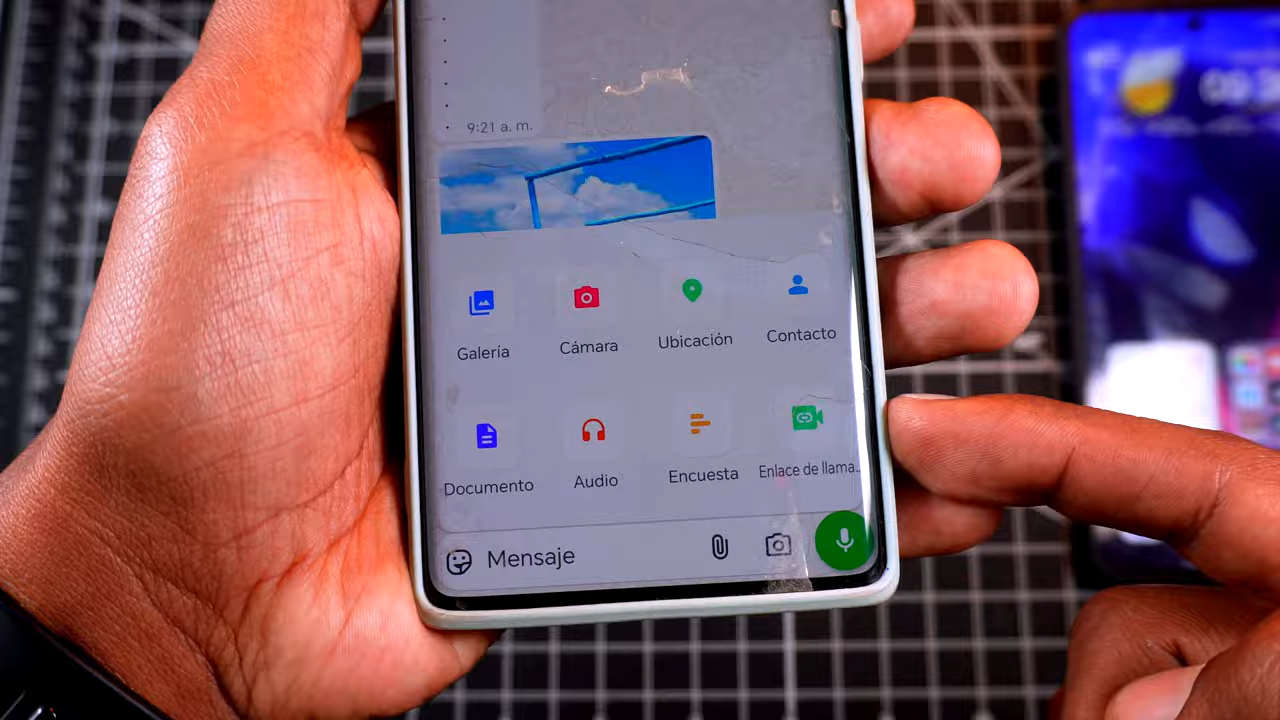 9:21 a. m.
Galería
Cámara
Ubicación
Contacto
Documento
Audio
Encuesta
Enlace de llama...
Mensaje